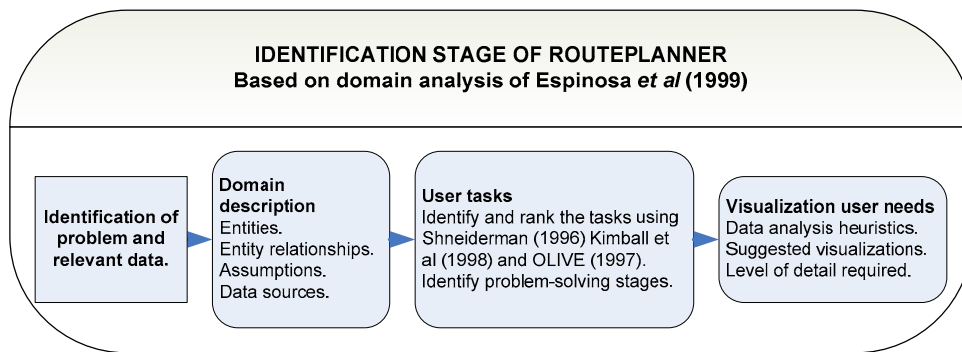 IDENTIFICATION STAGE OF ROUTEPLANNER
Based on domain analysis of Espinosa et al (1999)
Identification of
problem and
relevant data.
Domain
description
Entities.
Entity relationships.
Assumptions.
Data sources.
User tasks
Identify and rank the tasks using
Shneiderman (1996) Kimball et
al (1998) and OLIVE (1997).
Identify problem-solving stages.
Visualization user needs
Data analysis heuristics.
Suggested visualizations.
Level of detail required.